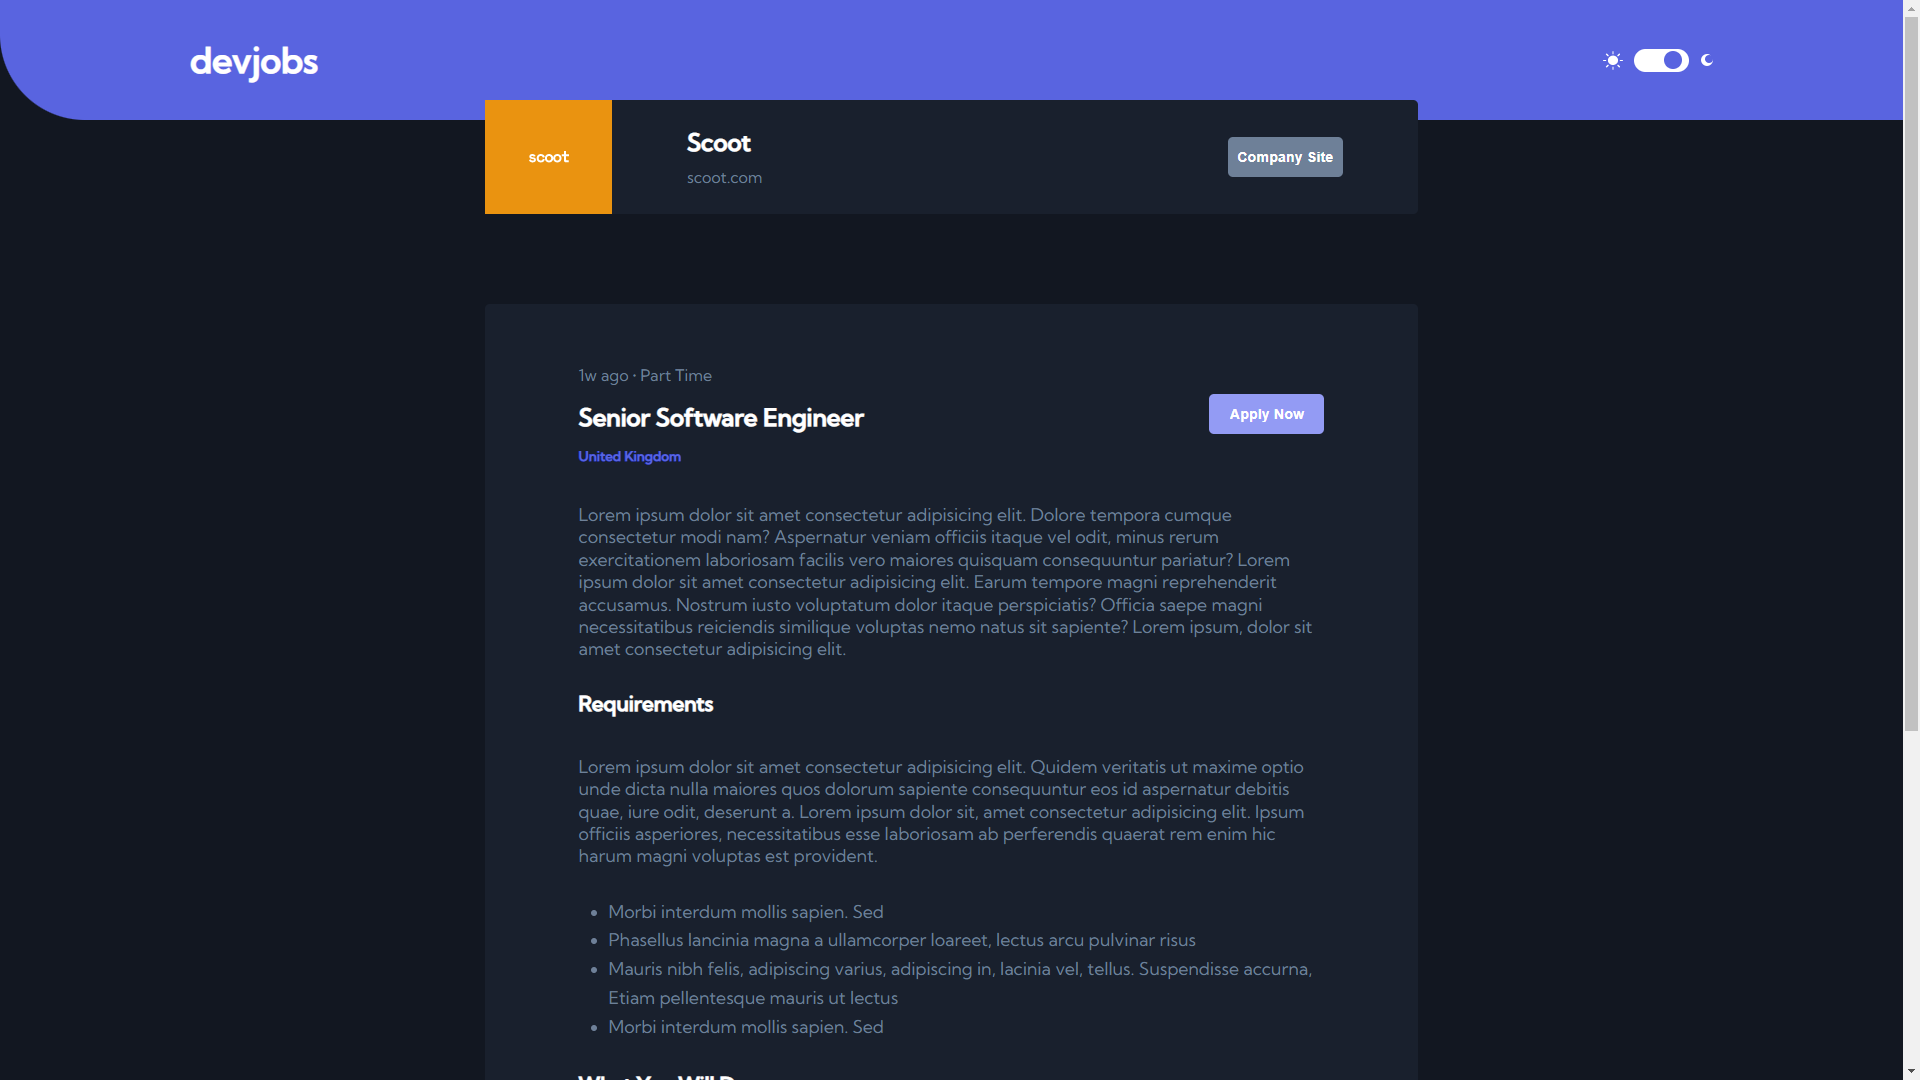 devjobs
scoot
Scoot
scoot.com
Company Site
1w ago · Part Time
Senior Software Engineer
United Kingdom
Apply Now
Lorem ipsum dolor sit amet consectetur adipisicing elit. Dolore tempora cumque
consectetur modi nam? Aspernatur veniam officiis itaque vel odit, minus rerum
exercitationem laboriosam facilis vero maiores quisquam consequuntur pariatur? Lorem
ipsum dolor sit amet consectetur adipisicing elit. Earum tempore magni reprehenderit
accusamus. Nostrum iusto voluptatum dolor itaque perspiciatis? Officia saepe magni
necessitatibus reiciendis similique voluptas nemo natus sit sapiente? Lorem ipsum, dolor sit
amet consectetur adipisicing elit.
Requirements
Lorem ipsum dolor sit amet consectetur adipisicing elit. Quidem veritatis ut maxime optio
unde dicta nulla maiores quos dolorum sapiente consequuntur eos id aspernatur debitis
quae, iure odit, deserunt a. Lorem ipsum dolor sit, amet consectetur adipisicing elit. Ipsum
officiis asperiores, necessitatibus esse laboriosam ab perferendis quaerat rem enim hic
harum magni voluptas est provident.
• Morbi interdum mollis sapien. Sed
• Phasellus lancinia magna a ullamcorper loareet, lectus arcu pulvinar risus
• Mauris nibh felis, adipiscing varius, adipiscing in, lacinia vel, tellus. Suspendisse accurna,
Etiam pellentesque mauris ut lectus
• Morbi interdum mollis sapien. Sed
What You Will